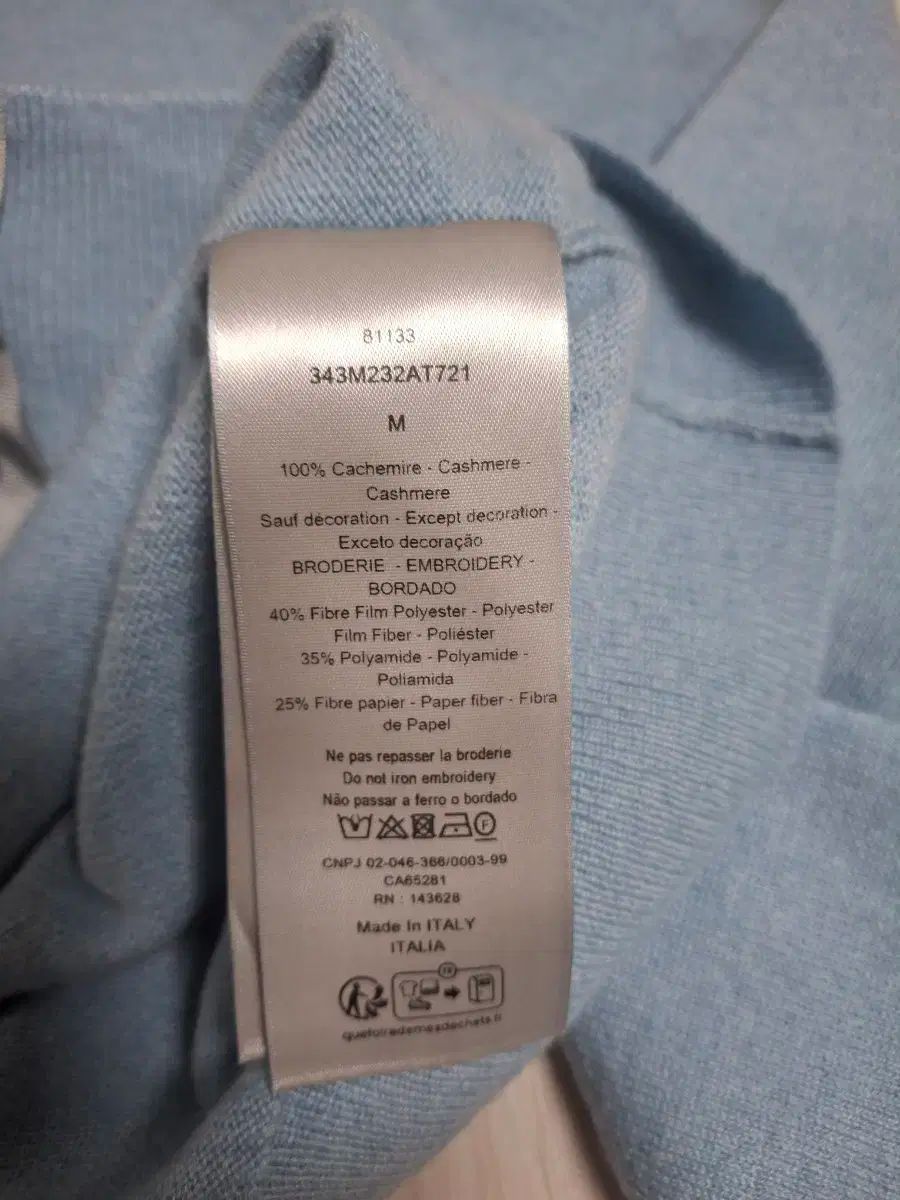 81133
343M232AT721
M
100% Cachemire - Cashmere -
Cashmere
Sauf décoration - Except decoration -
Exceto decoração
BRODERIE - EMBROIDERY -
BORDADO
40% Fibre Film Polyester - Polyester
Film Fiber - Poliéster
35% Polyamide - Polyamide -
Poliamida
25% Fibre papier - Paper fiber - Fibra
de Papel
Ne pas repasser la broderie
Do not iron embroidery
Não passar a ferro o bordado
F
CNPJ 02-046-366/0003-99
CA65281
RN : 143628
Made In ITALY
ITALIA
FR
quefairedemesdechets.fr